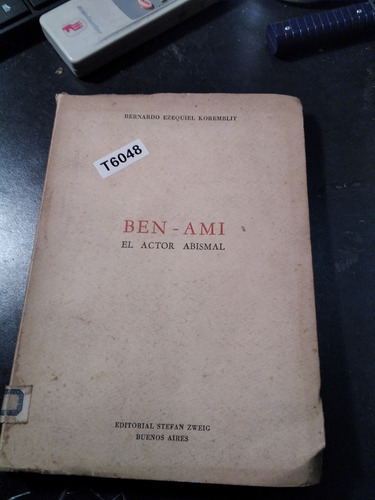 BERNARDO EZEQUIEL KOREMBLIT
T6048
BEN - AMI
EL ACTOR ABISMAL
EDITORIAL STEFAN ZWEIG
BUENOS AIRES